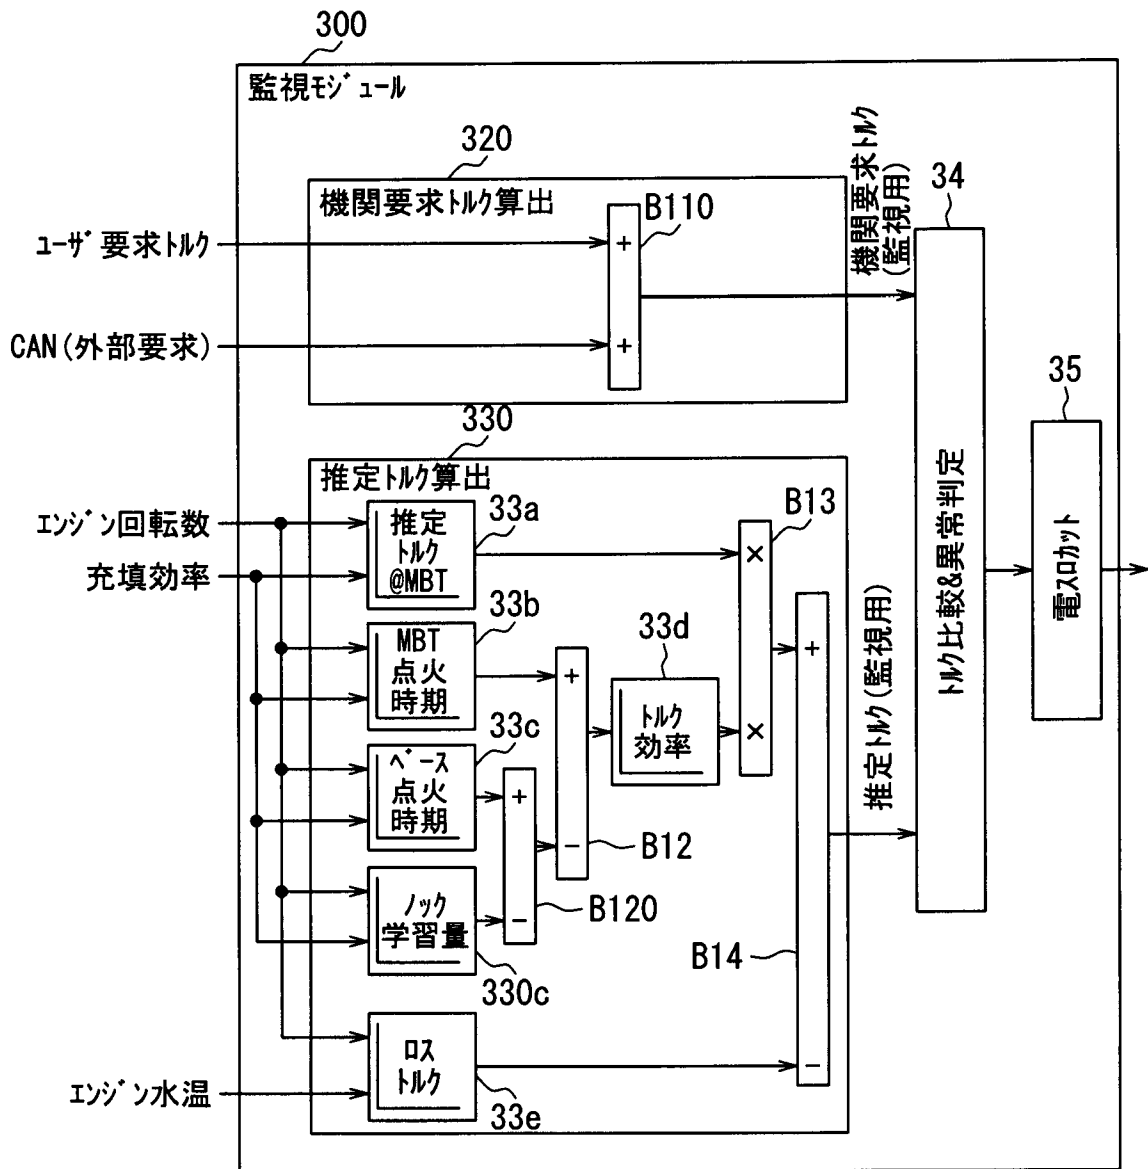 300
監視ﾓｼﾞｭｰﾙ
320
機関要求ﾄﾙｸ算出
B110
ﾕｰｻﾞ要求ﾄﾙｸ
+
CAN(外部要求)
+
機関要求ﾄﾙｸ
(監視用)
34
ﾄﾙｸ比較&異常判定
35
電ｽﾛｶｯﾄ
330
推定ﾄﾙｸ算出
ｴﾝｼﾞﾝ回転数
充填効率
推定
ﾄﾙｸ
@MBT
33a
B13
×
×
MBT
点火
時期
33b
ﾍﾞｰｽ
点火
時期
33c
ﾄﾙｸ
効率
33d
+
−
B12
+
−
B120
ﾉｯｸ
学習量
330c
+
−
B14
推定ﾄﾙｸ(監視用)
ｴﾝｼﾞﾝ水温
ﾛｽ
ﾄﾙｸ
33e